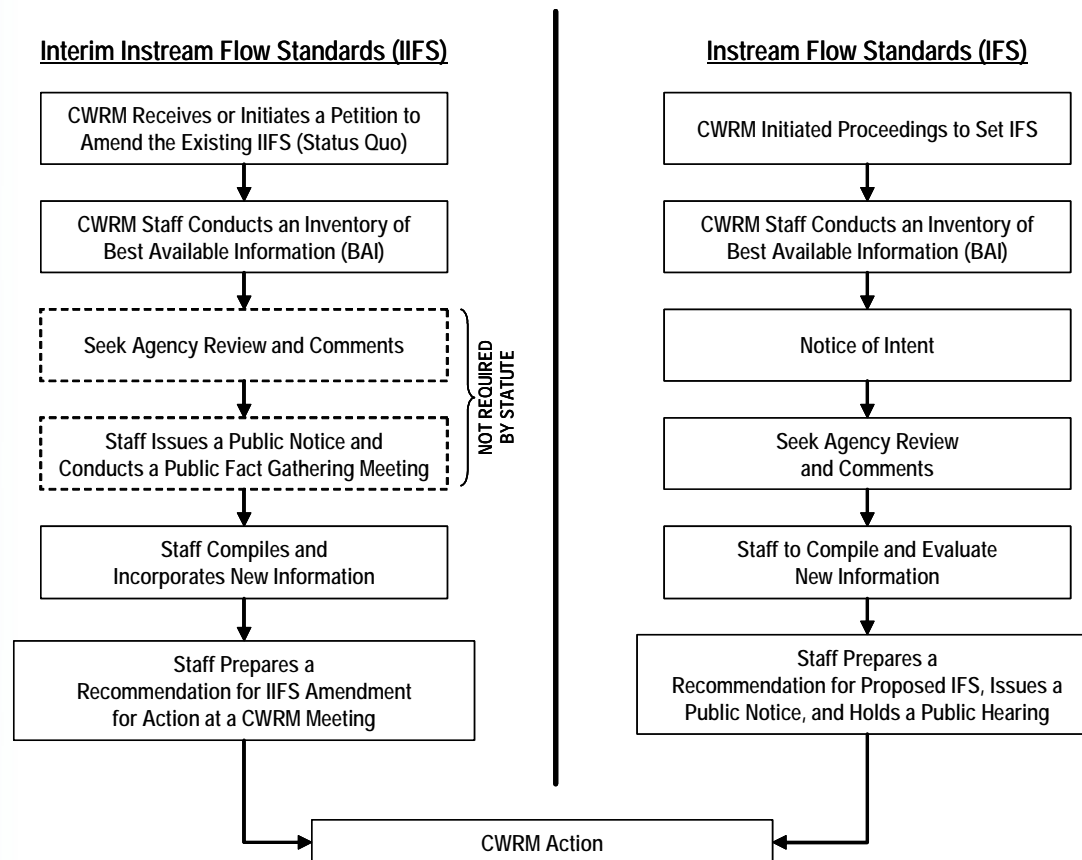 Interim Instream Flow Standards (IIFS)
CWRM Receives or Initiates a Petition to
Amend the Existing IIFS (Status Quo)
CWRM Staff Conducts an Inventory of
Best Available Information (BAI)
Seek Agency Review and Comments
Staff Issues a Public Notice and
Conducts a Public Fact Gathering Meeting
NOT REQUIRED
BY STATUTE
Staff Compiles and
Incorporates New Information
Staff Prepares a
Recommendation for IIFS Amendment
for Action at a CWRM Meeting
Instream Flow Standards (IFS)
CWRM Initiated Proceedings to Set IFS
CWRM Staff Conducts an Inventory of
Best Available Information (BAI)
Notice of Intent
Seek Agency Review
and Comments
Staff to Compile and Evaluate
New Information
Staff Prepares a
Recommendation for Proposed IFS, Issues a
Public Notice, and Holds a Public Hearing
CWRM Action